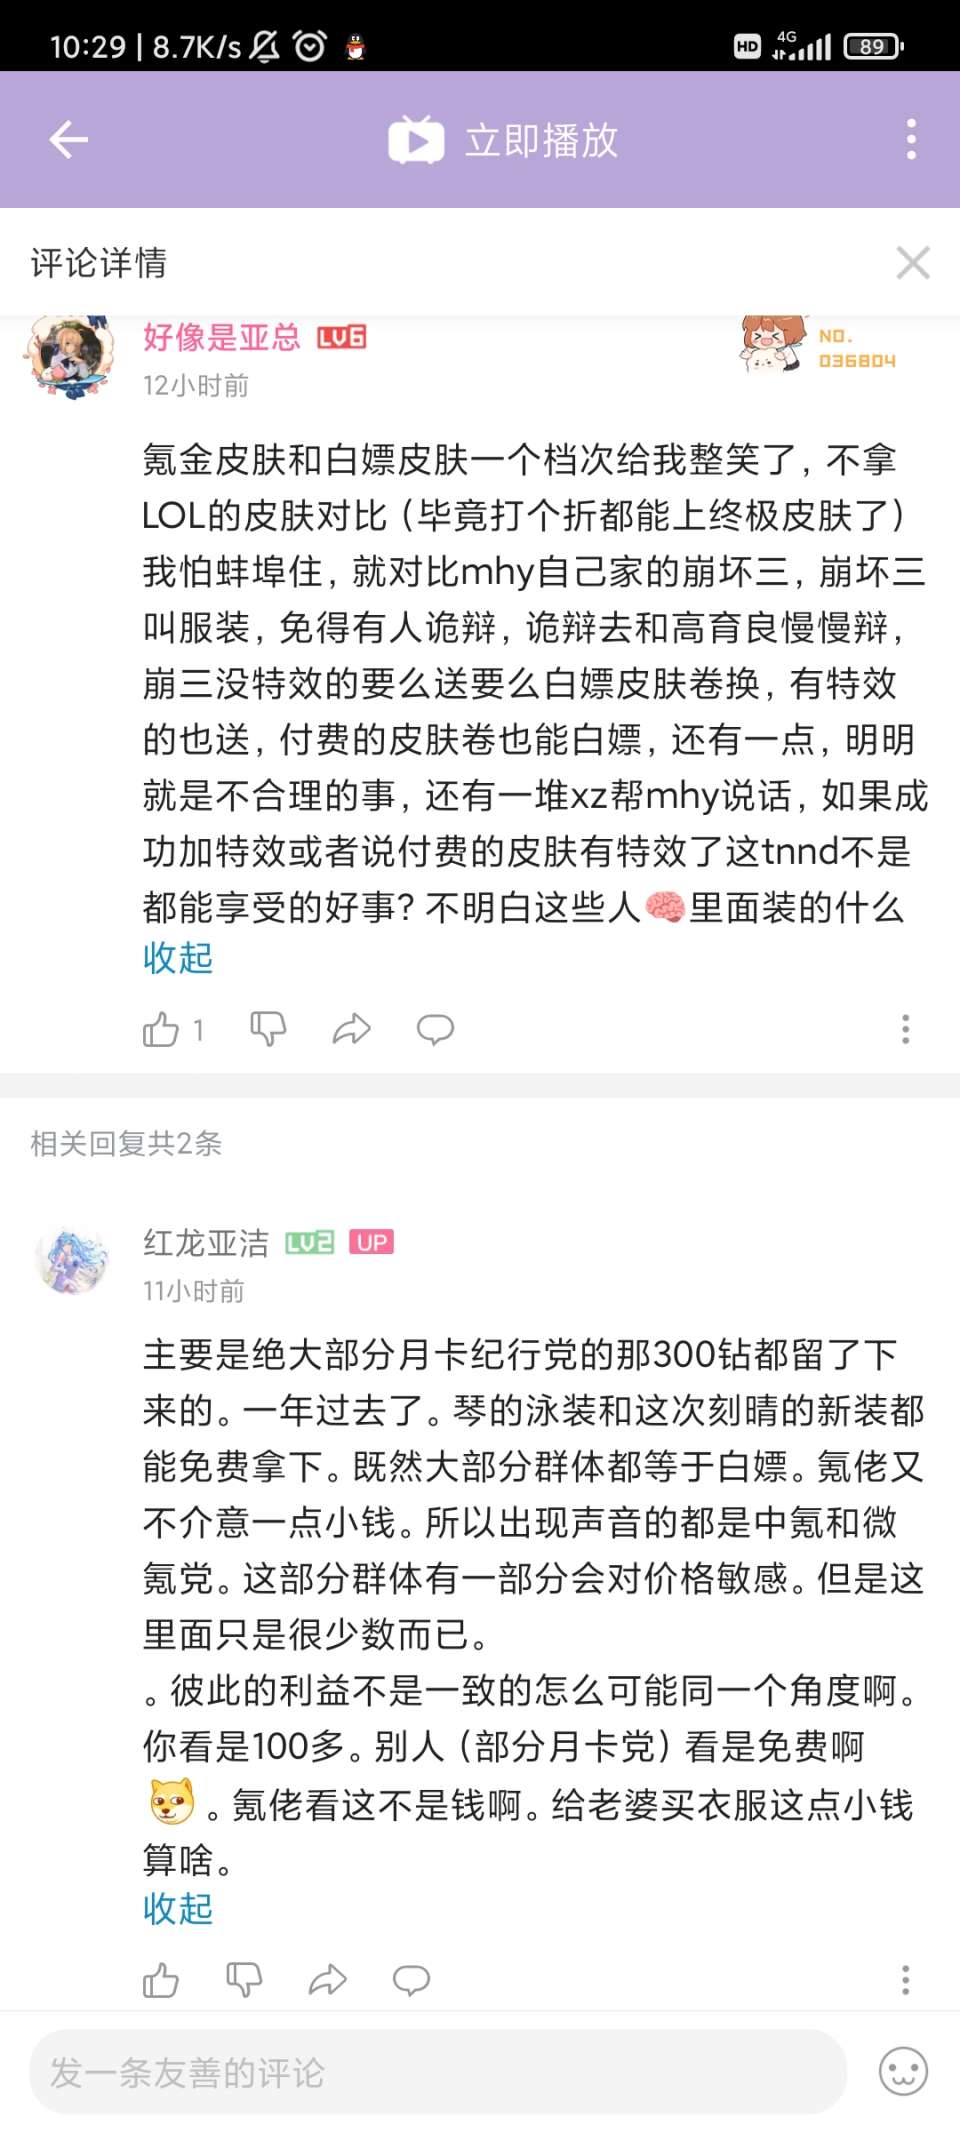 10:29 | 8.7K/s HD 4G 89
立即播放
评论详情
好像是亚总 LV6
NO.
036804
12小时前
氪金皮肤和白嫖皮肤一个档次给我整笑了, 不拿
LOL的皮肤对比（毕竟打个折都能上终极皮肤了）
我怕蚌埠住, 就对比mhy自己家的崩坏三, 崩坏三
叫服装, 免得有人诡辩, 诡辩去和高育良慢慢辩,
崩三没特效的要么送要么白嫖皮肤卷换, 有特效
的也送, 付费的皮肤卷也能白嫖, 还有一点, 明明
就是不合理的事, 还有一堆xz帮mhy说话, 如果成
功加特效或者说付费的皮肤有特效了这tnnd不是
都能享受的好事? 不明白这些人🧠里面装的什么
收起
1
相关回复共2条
红龙亚洁 LV2 UP
11小时前
主要是绝大部分月卡纪行党的那300钻都留了下
来的。一年过去了。琴的泳装和这次刻晴的新装都
能免费拿下。既然大部分群体都等于白嫖。氪佬又
不介意一点小钱。所以出现声音的都是中氪和微
氪党。这部分群体有一部分会对价格敏感。但是这
里面只是很少数而已。
。彼此的利益不是一致的怎么可能同一个角度啊。
你看是100多。别人（部分月卡党）看是免费啊
。氪佬看这不是钱啊。给老婆买衣服这点小钱
算啥。
收起
发一条友善的评论